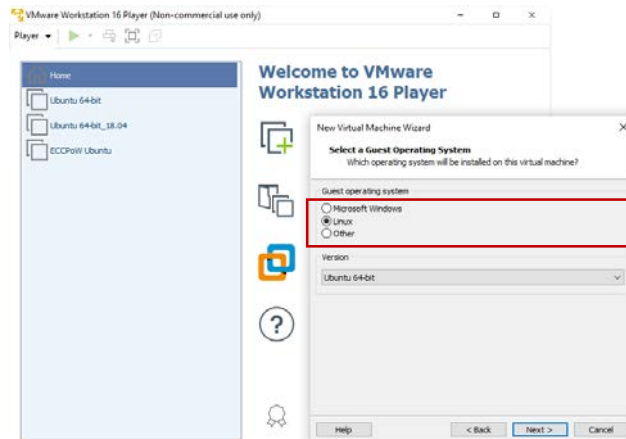 VMware Workstation 16 Player (Non-commercial use only)
Player
Home
Ubuntu 64-bit
Ubuntu 64-bit_18.04
ECCPoW Ubuntu
Welcome to VMware
Workstation 16 Player
New Virtual Machine Wizard
Select a Guest Operating System
Which operating system will be installed on this virtual machine?
Guest operating system
Microsoft Windows
Linux
Other
Version
Ubuntu 64-bit
Help
< Back
Next >
Cancel